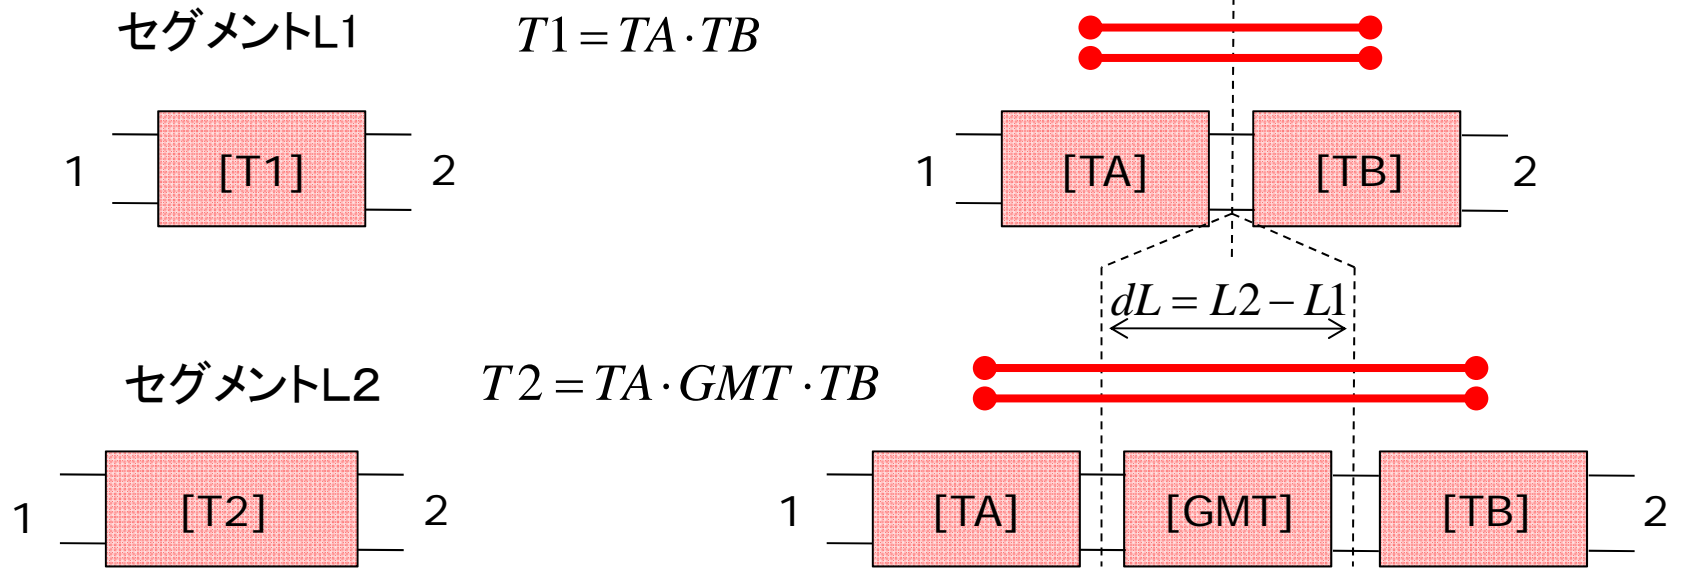 セグメントL1
T1 = TA·TB
1 [T1] 2
1 [TA] [TB] 2
dL = L2 − L1
セグメントL2
T2 = TA·GMT·TB
1 [T2] 2
1 [TA] [GMT] [TB] 2